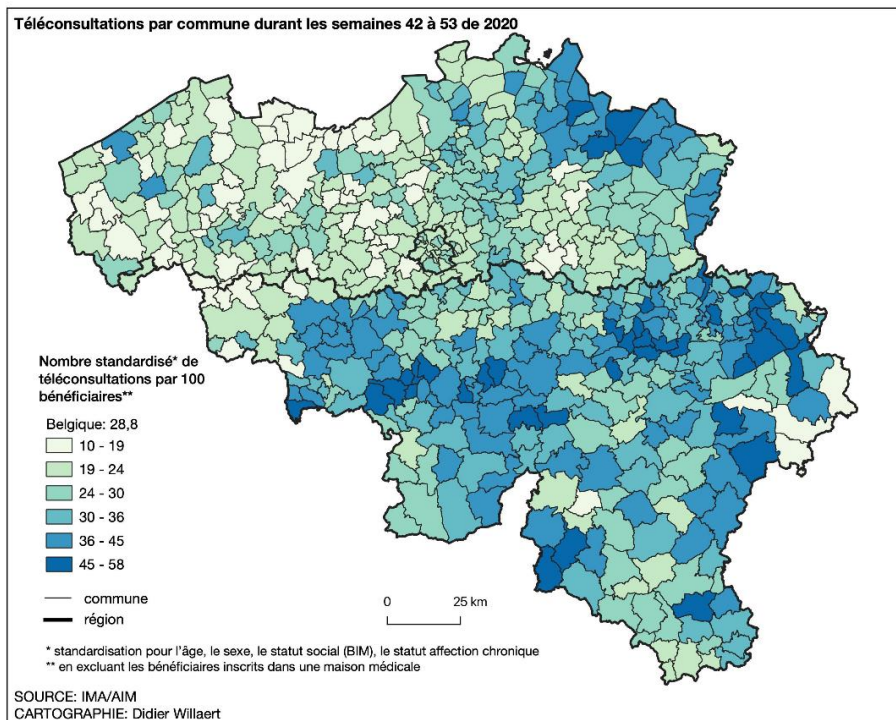 Téléconsultations par commune durant les semaines 42 à 53 de 2020
Nombre standardisé* de
téléconsultations par 100
bénéficiaires**
Belgique: 28,8
10 - 19
19 - 24
24 - 30
30 - 36
36 - 45
45 - 58
commune
région
0 25 km
* standardisation pour l'âge, le sexe, le statut social (BIM), le statut affection chronique
** en excluant les bénéficiaires inscrits dans une maison médicale
SOURCE: IMA/AIM
CARTOGRAPHIE: Didier Willaert